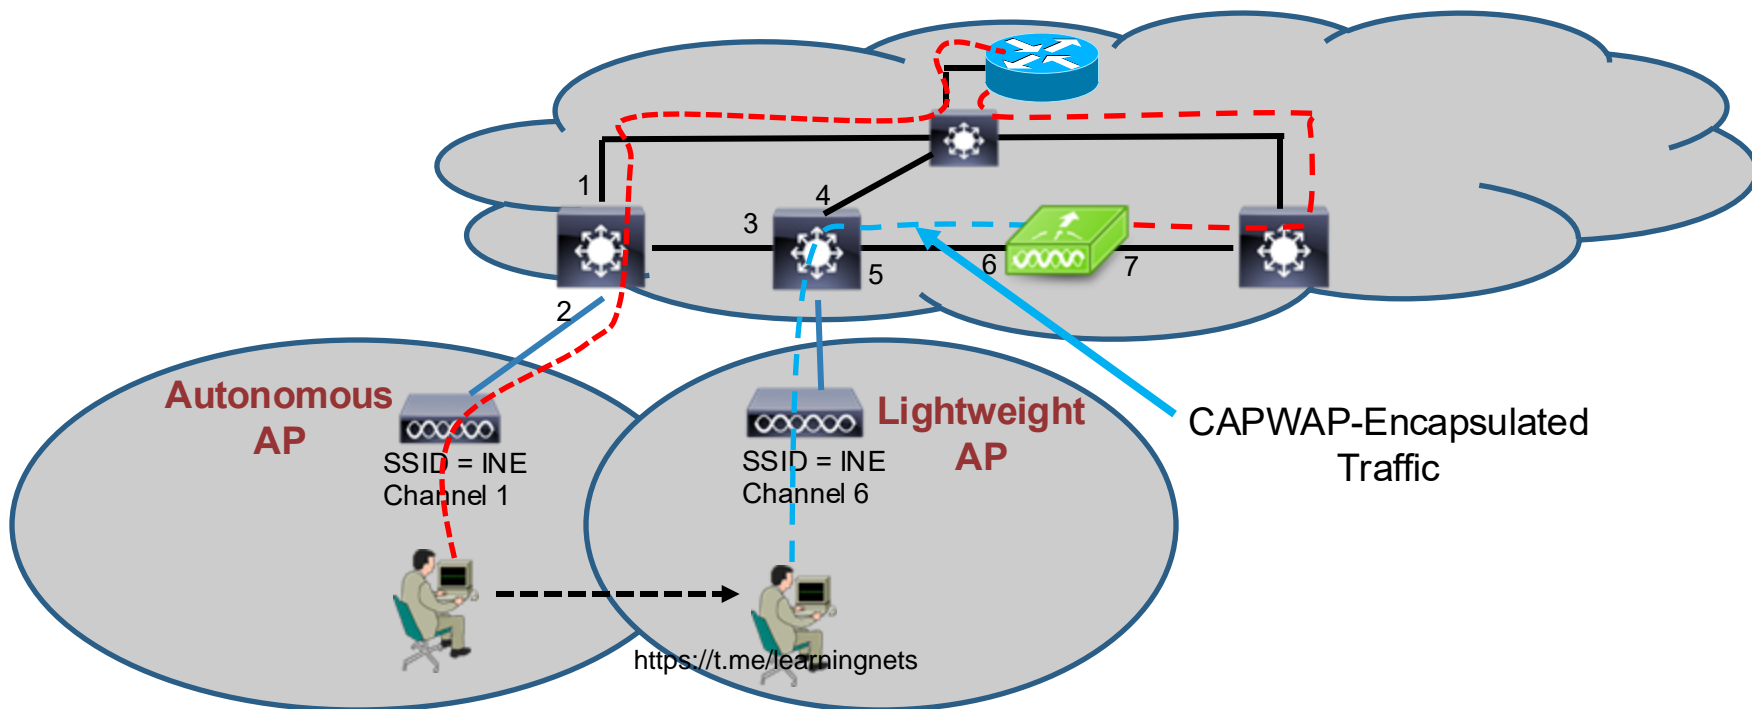 1
4
3
5
6
7
2
Autonomous
AP
SSID = INE
Channel 1
Lightweight
AP
SSID = INE
Channel 6
CAPWAP-Encapsulated
Traffic
https://t.me/learningnets